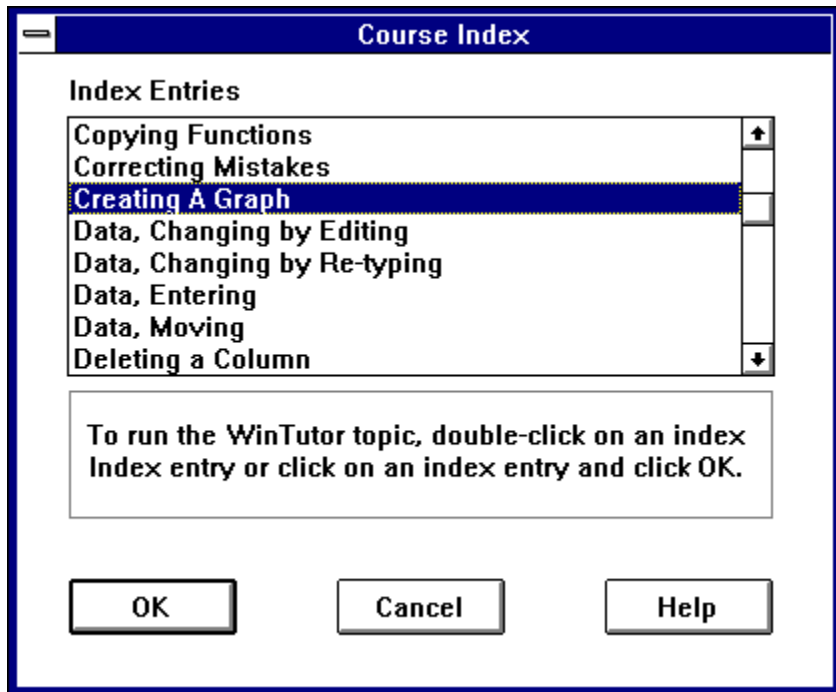 Course Index
Index Entries
Copying Functions
Correcting Mistakes
Creating A Graph
Data, Changing by Editing
Data, Changing by Re-typing
Data, Entering
Data, Moving
Deleting a Column
To run the WinTutor topic, double-click on an index
Index entry or click on an index entry and click OK.
OK
Cancel
Help